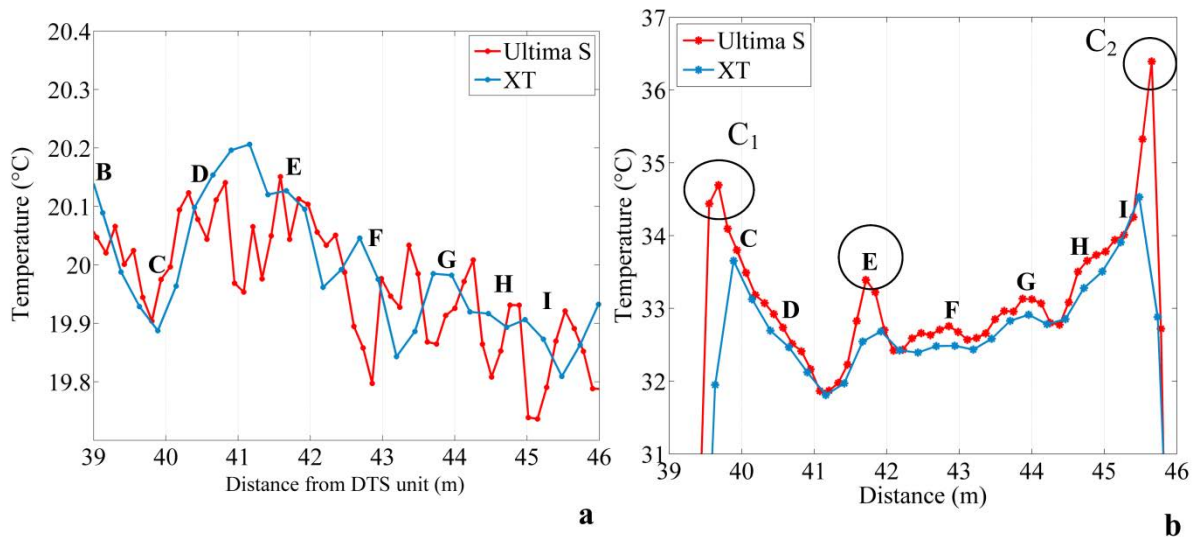 20.4
20.3
20.2
20.1
20
19.9
19.8
Temperature (°C)
Ultima S
XT
B
C
D
E
F
G
H
I
39 40 41 42 43 44 45 46
Distance from DTS unit (m)
a
37
36
35
34
33
32
31
Temperature (°C)
Ultima S
XT
C₁
C₂
C
D
E
F
G
H
I
39 40 41 42 43 44 45 46
Distance (m)
b